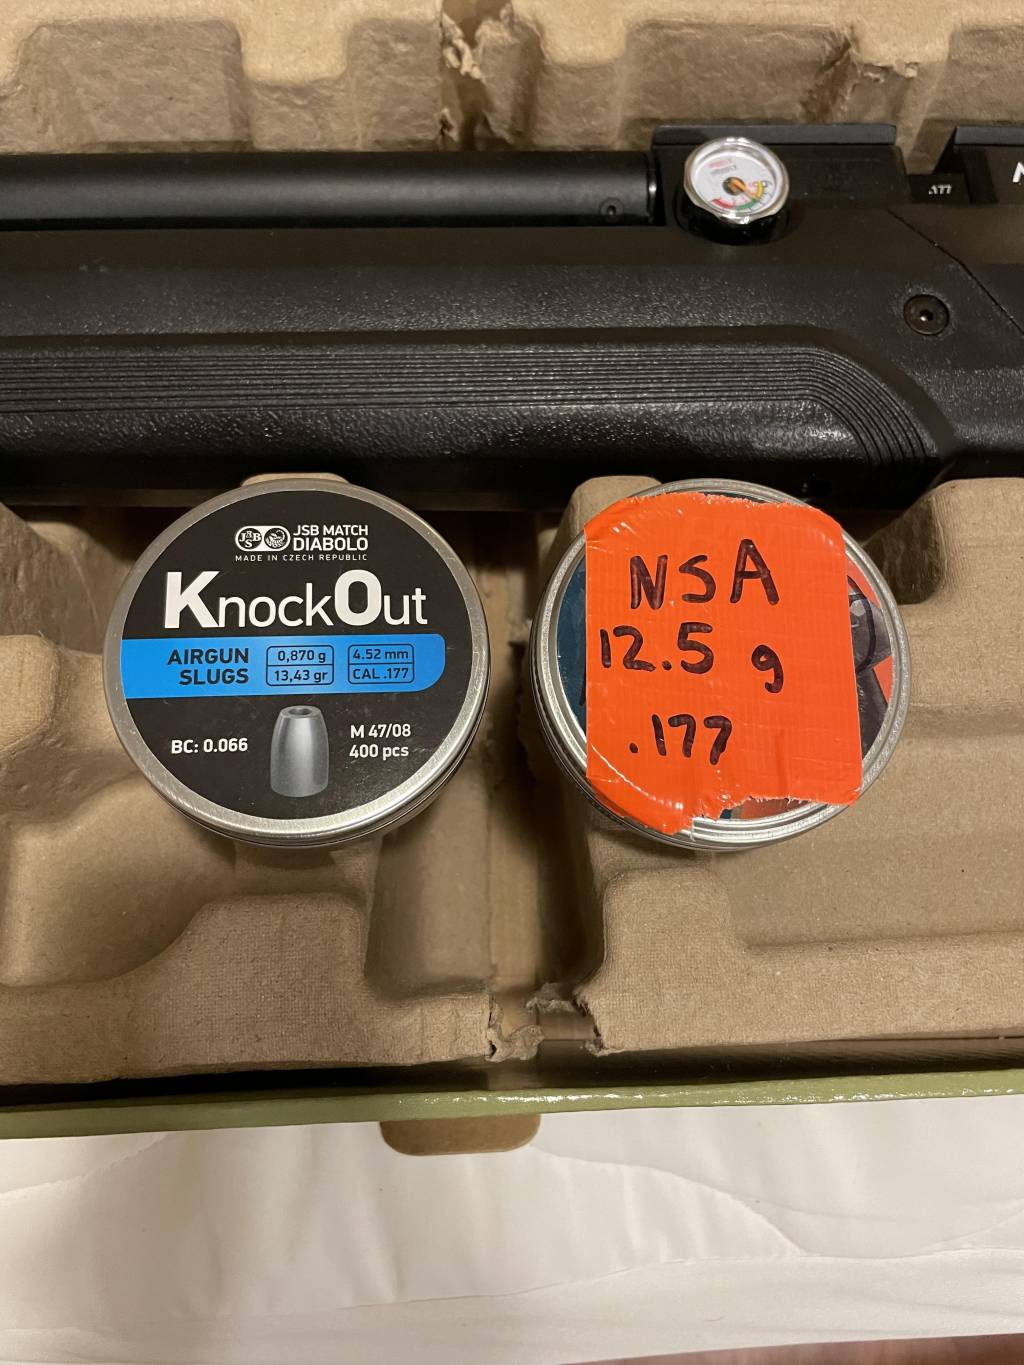 .177
JSB MATCH
DIABOLO
MADE IN CZECH REPUBLIC
KnockOut
AIRGUN
SLUGS
0,870 g
13,43 gr
4.52 mm
CAL .177
BC: 0.066
M 47/08
400 pcs
NSA
12.5 g
.177